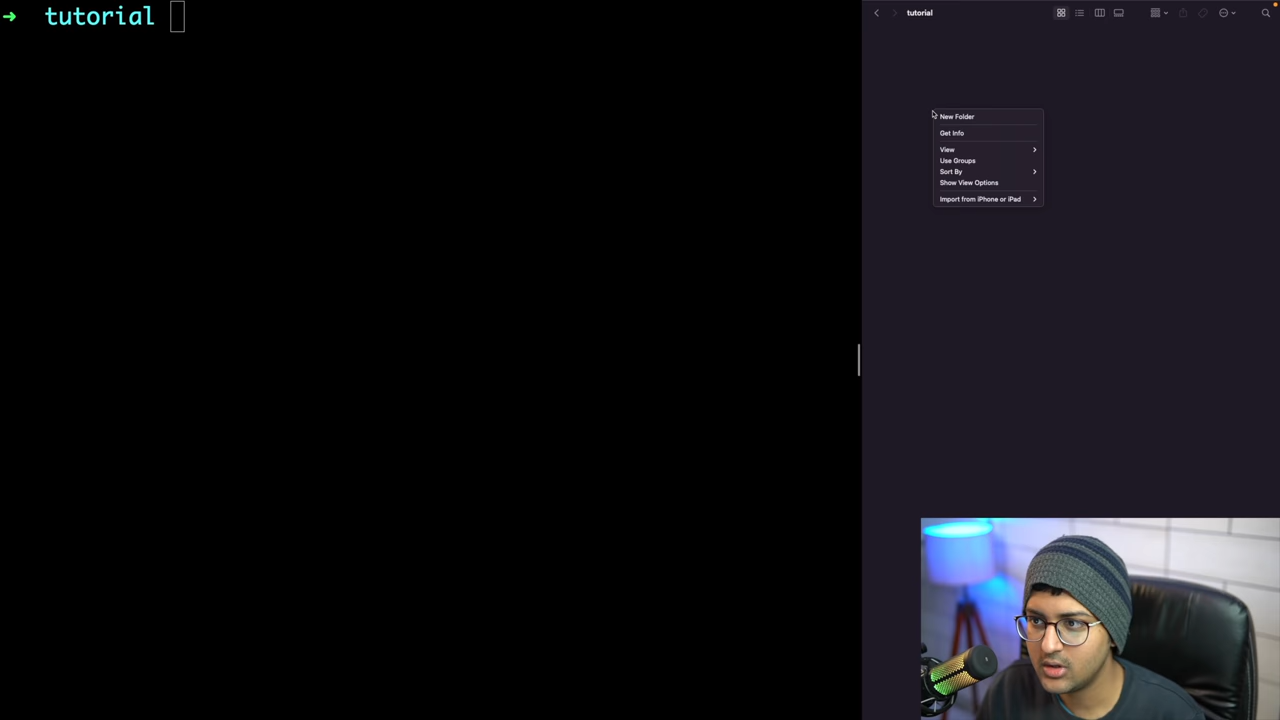 ➜ tutorial
tutorial
New Folder
Get Info
View
Use Groups
Sort By
Show View Options
Import from iPhone or iPad